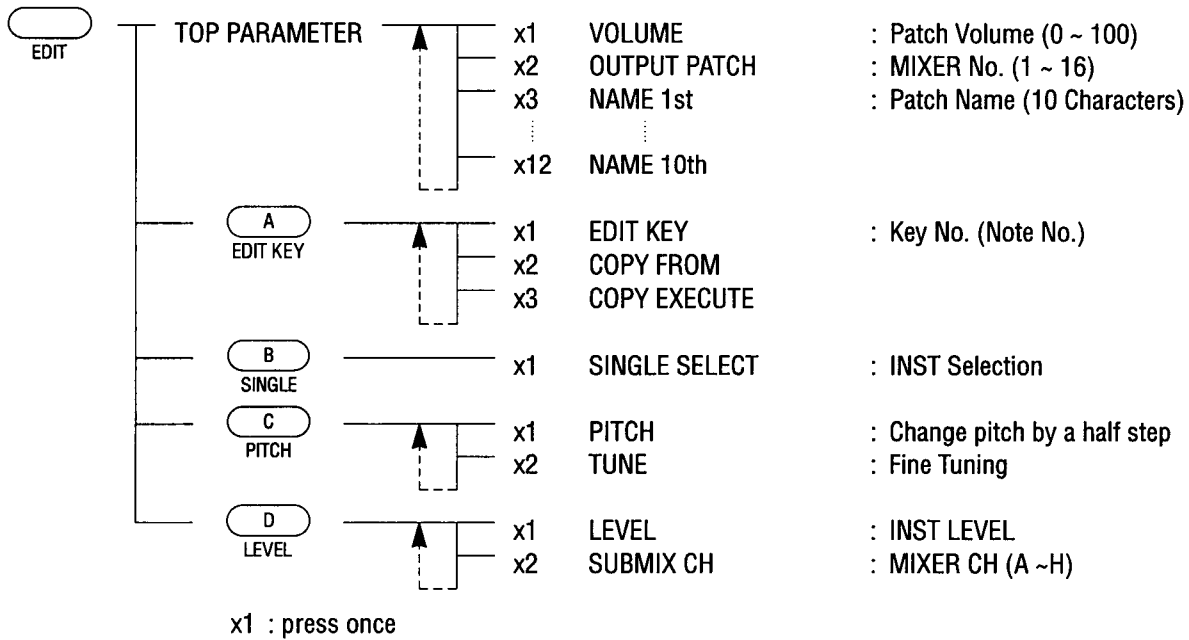 EDIT TOP PARAMETER x1 VOLUME : Patch Volume (0 ~ 100)
x2 OUTPUT PATCH : MIXER No. (1 ~ 16)
x3 NAME 1st : Patch Name (10 Characters)
x12 NAME 10th
A EDIT KEY x1 EDIT KEY : Key No. (Note No.)
x2 COPY FROM
x3 COPY EXECUTE
B SINGLE x1 SINGLE SELECT : INST Selection
C PITCH x1 PITCH : Change pitch by a half step
x2 TUNE : Fine Tuning
D LEVEL x1 LEVEL : INST LEVEL
x2 SUBMIX CH : MIXER CH (A ~H)
x1 : press once